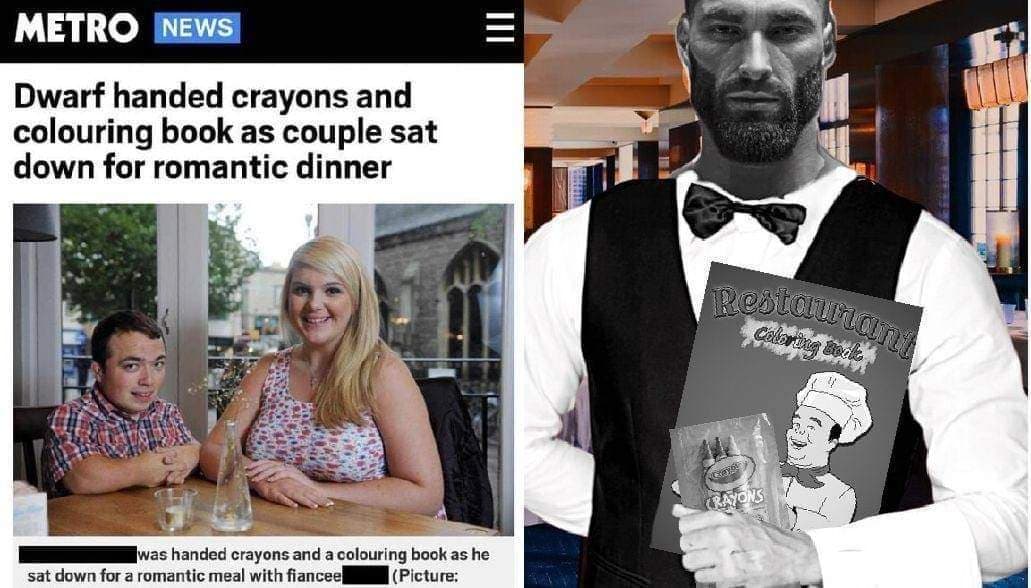 METRO NEWS
Dwarf handed crayons and
colouring book as couple sat
down for romantic dinner
was handed crayons and a colouring book as he
sat down for a romantic meal with fiancee (Picture:
Restaurant
Coloring Book
CRAYONS